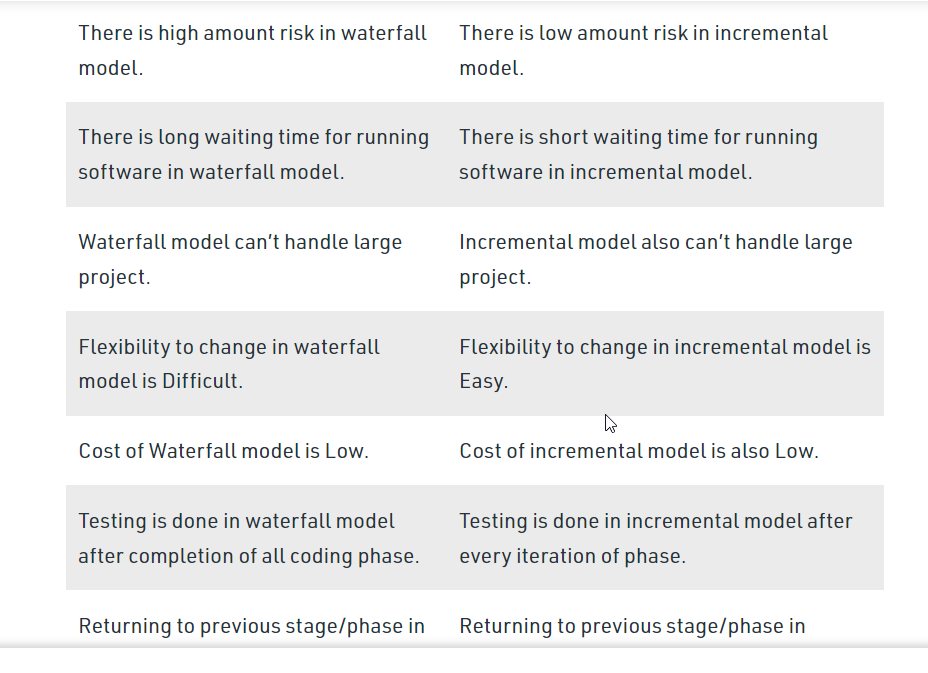 There is high amount risk in waterfall
model.
There is low amount risk in incremental
model.
There is long waiting time for running
software in waterfall model.
There is short waiting time for running
software in incremental model.
Waterfall model can’t handle large
project.
Incremental model also can’t handle large
project.
Flexibility to change in waterfall
model is Difficult.
Flexibility to change in incremental model is
Easy.
Cost of Waterfall model is Low.
Cost of incremental model is also Low.
Testing is done in waterfall model
after completion of all coding phase.
Testing is done in incremental model after
every iteration of phase.
Returning to previous stage/phase in
Returning to previous stage/phase in